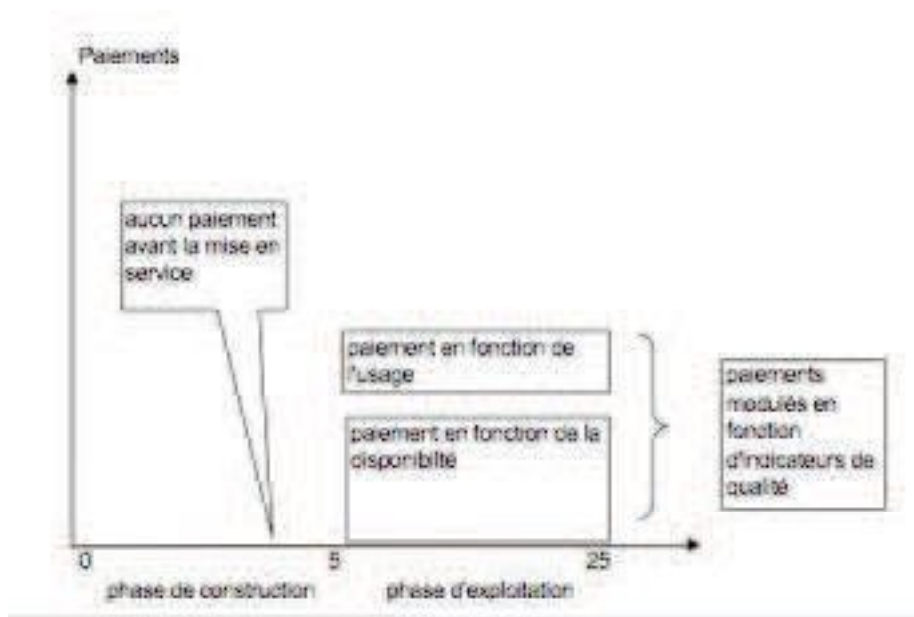 Paiements
aucun paiement
avant la mise en
service
paiement en fonction de
l'usage
paiement en fonction de la
disponibilté
paiements
modulés en
fonction
d'indicateurs de
qualité
0
5
25
phase de construction
phase d'exploitation